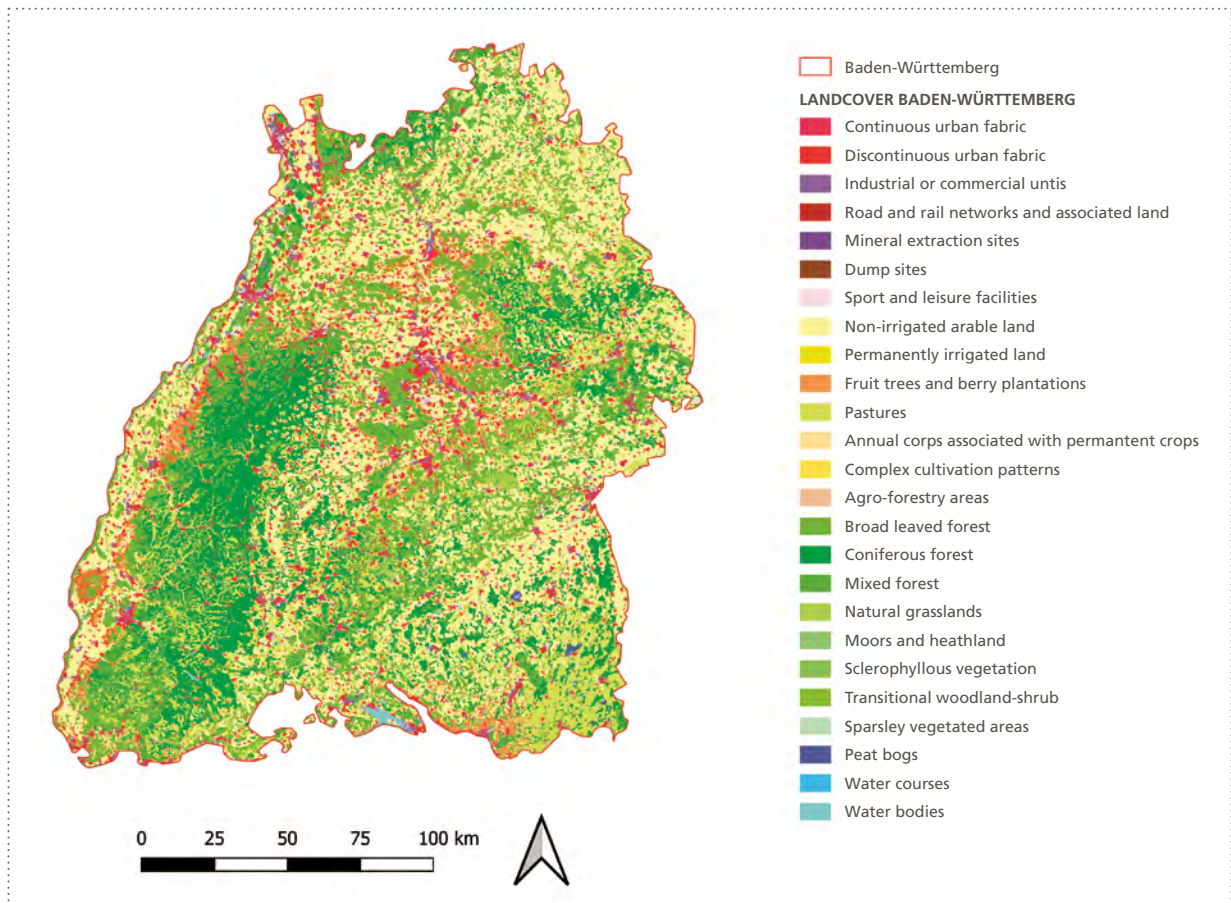 Baden-Württemberg
LANDCOVER BADEN-WÜRTTEMBERG
Continuous urban fabric
Discontinuous urban fabric
Industrial or commercial untis
Road and rail networks and associated land
Mineral extraction sites
Dump sites
Sport and leisure facilities
Non-irrigated arable land
Permanently irrigated land
Fruit trees and berry plantations
Pastures
Annual corps associated with permantent crops
Complex cultivation patterns
Agro-forestry areas
Broad leaved forest
Coniferous forest
Mixed forest
Natural grasslands
Moors and heathland
Sclerophyllous vegetation
Transitional woodland-shrub
Sparsley vegetated areas
Peat bogs
Water courses
Water bodies
0 25 50 75 100 km